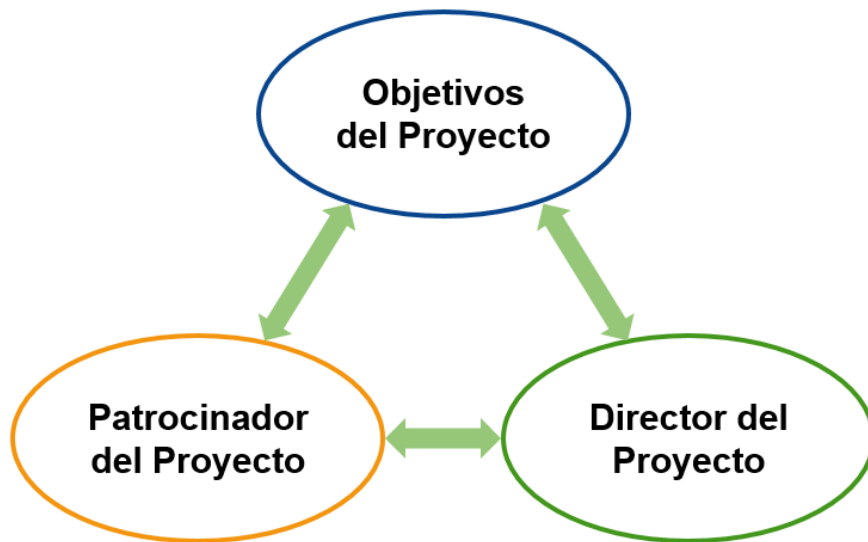 Objetivos
del Proyecto
Patrocinador
del Proyecto
Director del
Proyecto